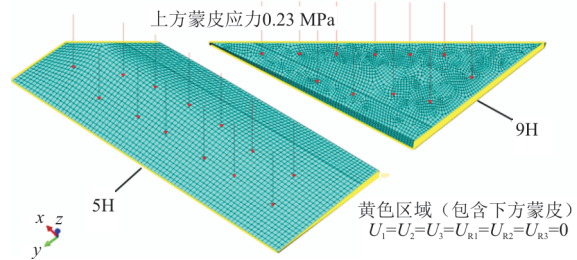 上方蒙皮应力0.23 MPa
9H
5H
黄色区域（包含下方蒙皮）
U1=U2=U3=UR1=UR2=UR3=0
x
z
y